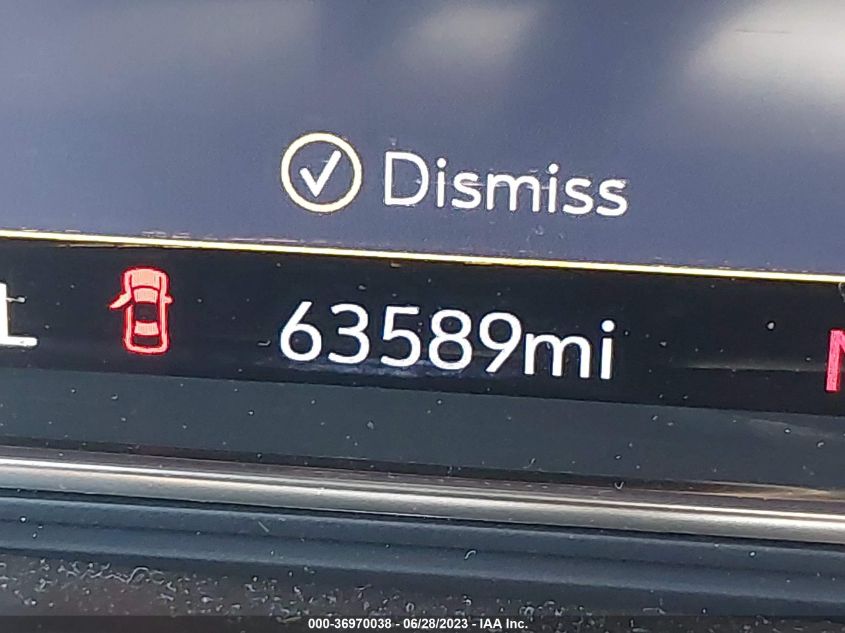 Dismiss
63589mi
000-36970038 - 06/28/2023 - IAA Inc.